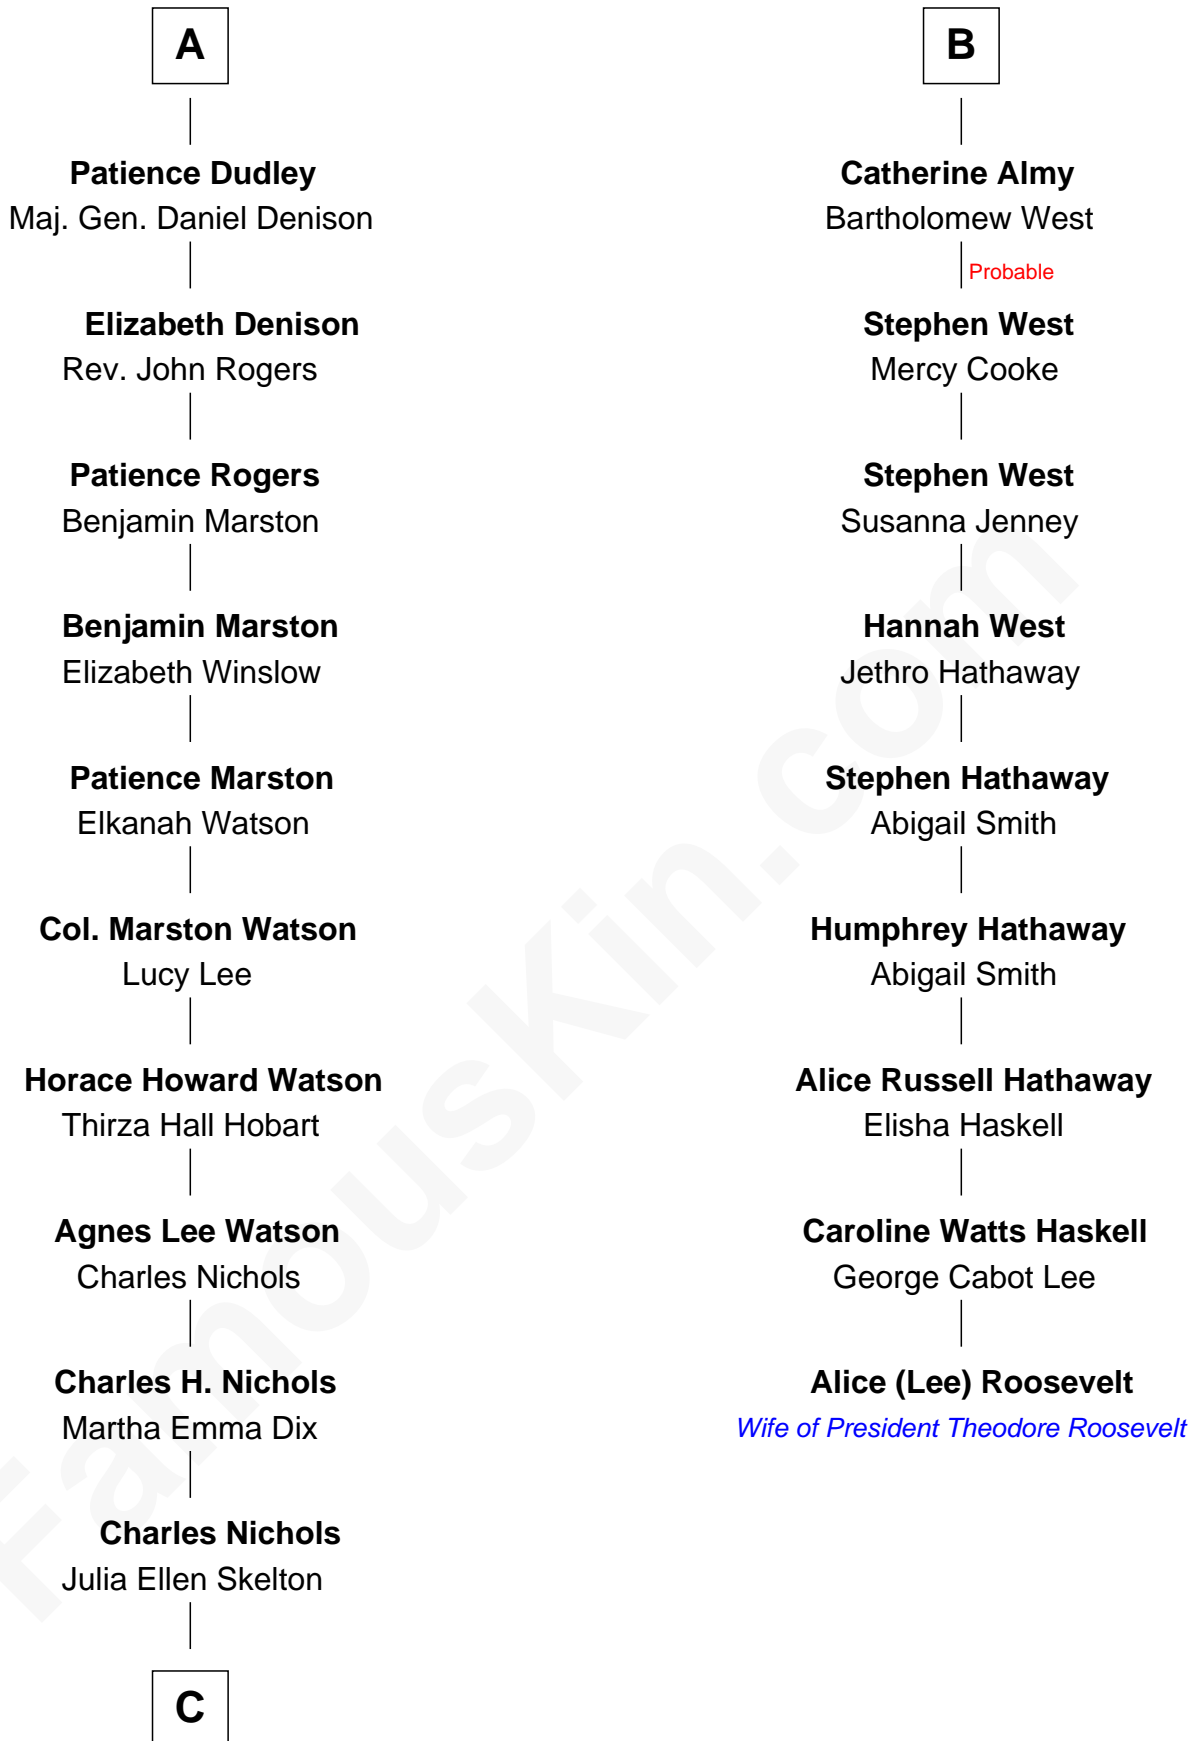 A
Patience Dudley
Maj. Gen. Daniel Denison
Elizabeth Denison
Rev. John Rogers
Patience Rogers
Benjamin Marston
Benjamin Marston
Elizabeth Winslow
Patience Marston
Elkanah Watson
Col. Marston Watson
Lucy Lee
Horace Howard Watson
Thirza Hall Hobart
Agnes Lee Watson
Charles Nichols
Charles H. Nichols
Martha Emma Dix
Charles Nichols
Julia Ellen Skelton
C
B
Catherine Almy
Bartholomew West
Probable
Stephen West
Mercy Cooke
Stephen West
Susanna Jenney
Hannah West
Jethro Hathaway
Stephen Hathaway
Abigail Smith
Humphrey Hathaway
Abigail Smith
Alice Russell Hathaway
Elisha Haskell
Caroline Watts Haskell
George Cabot Lee
Alice (Lee) Roosevelt
Wife of President Theodore Roosevelt
FamousKin.com